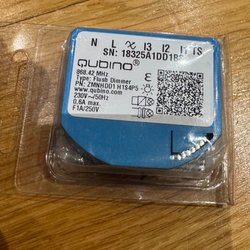 N L I3 I2 I1 TS
SN: 18325A1DD1B
QUBINO®
868.42 MHz
Type: Flush Dimmer
PN: ZMNHDD1 H1S4P5
230V~/50Hz
0,6A max.
F1A/250V
www.qubino.com